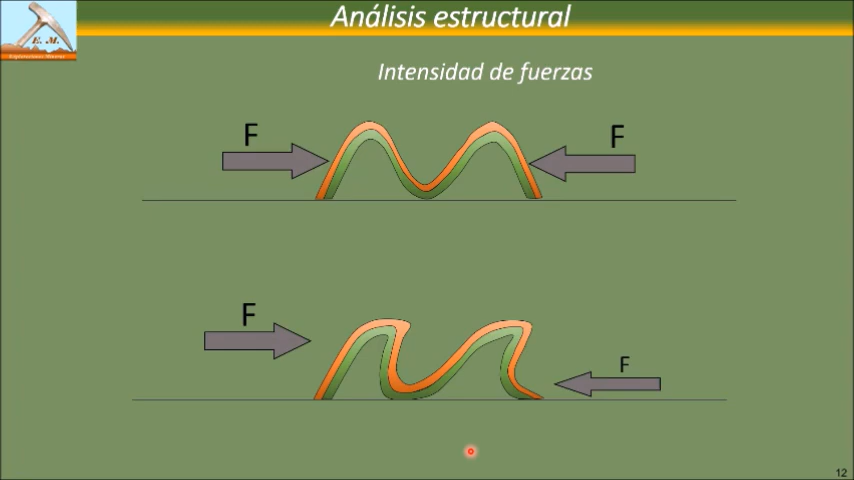 Análisis estructural
E. M.
Intensidad de fuerzas
F
F
F
F
12